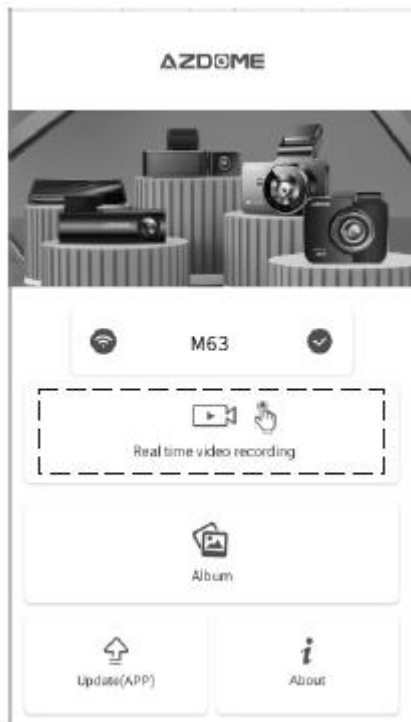 AZDOME
M63
Real time video recording
Album
Update(APP)
About